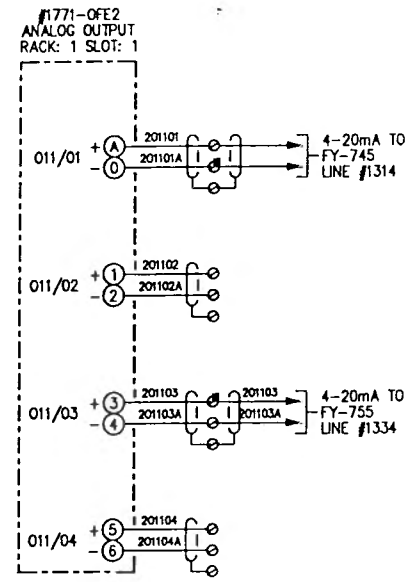 #1771-OFE2
ANALOG OUTPUT
RACK: 1 SLOT: 1
011/01
+ A 201101
- 0 201101A
4-20mA TO
FY-745
LINE #1314
011/02
+ 1 201102
- 2 201102A
011/03
+ 3 201103 201103
- 4 201103A 201103A
4-20mA TO
FY-755
LINE #1334
011/04
+ 5 201104
- 6 201104A